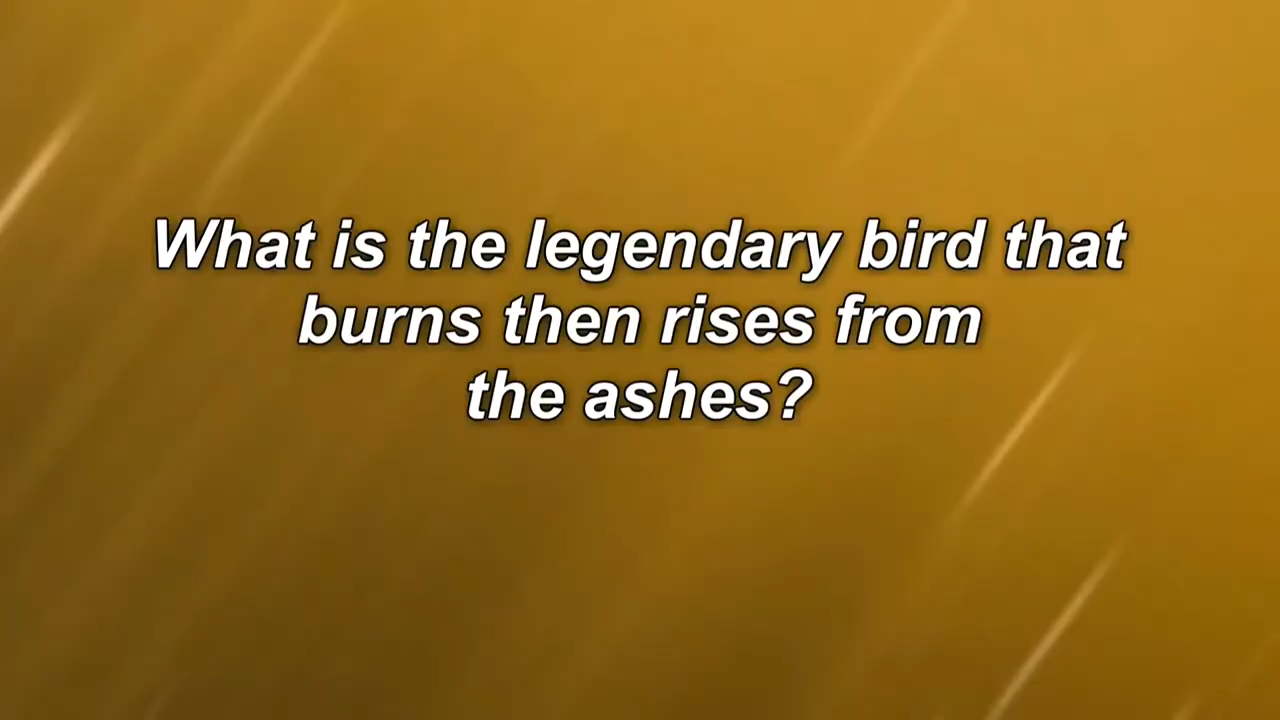 What is the legendary bird that
burns then rises from
the ashes?